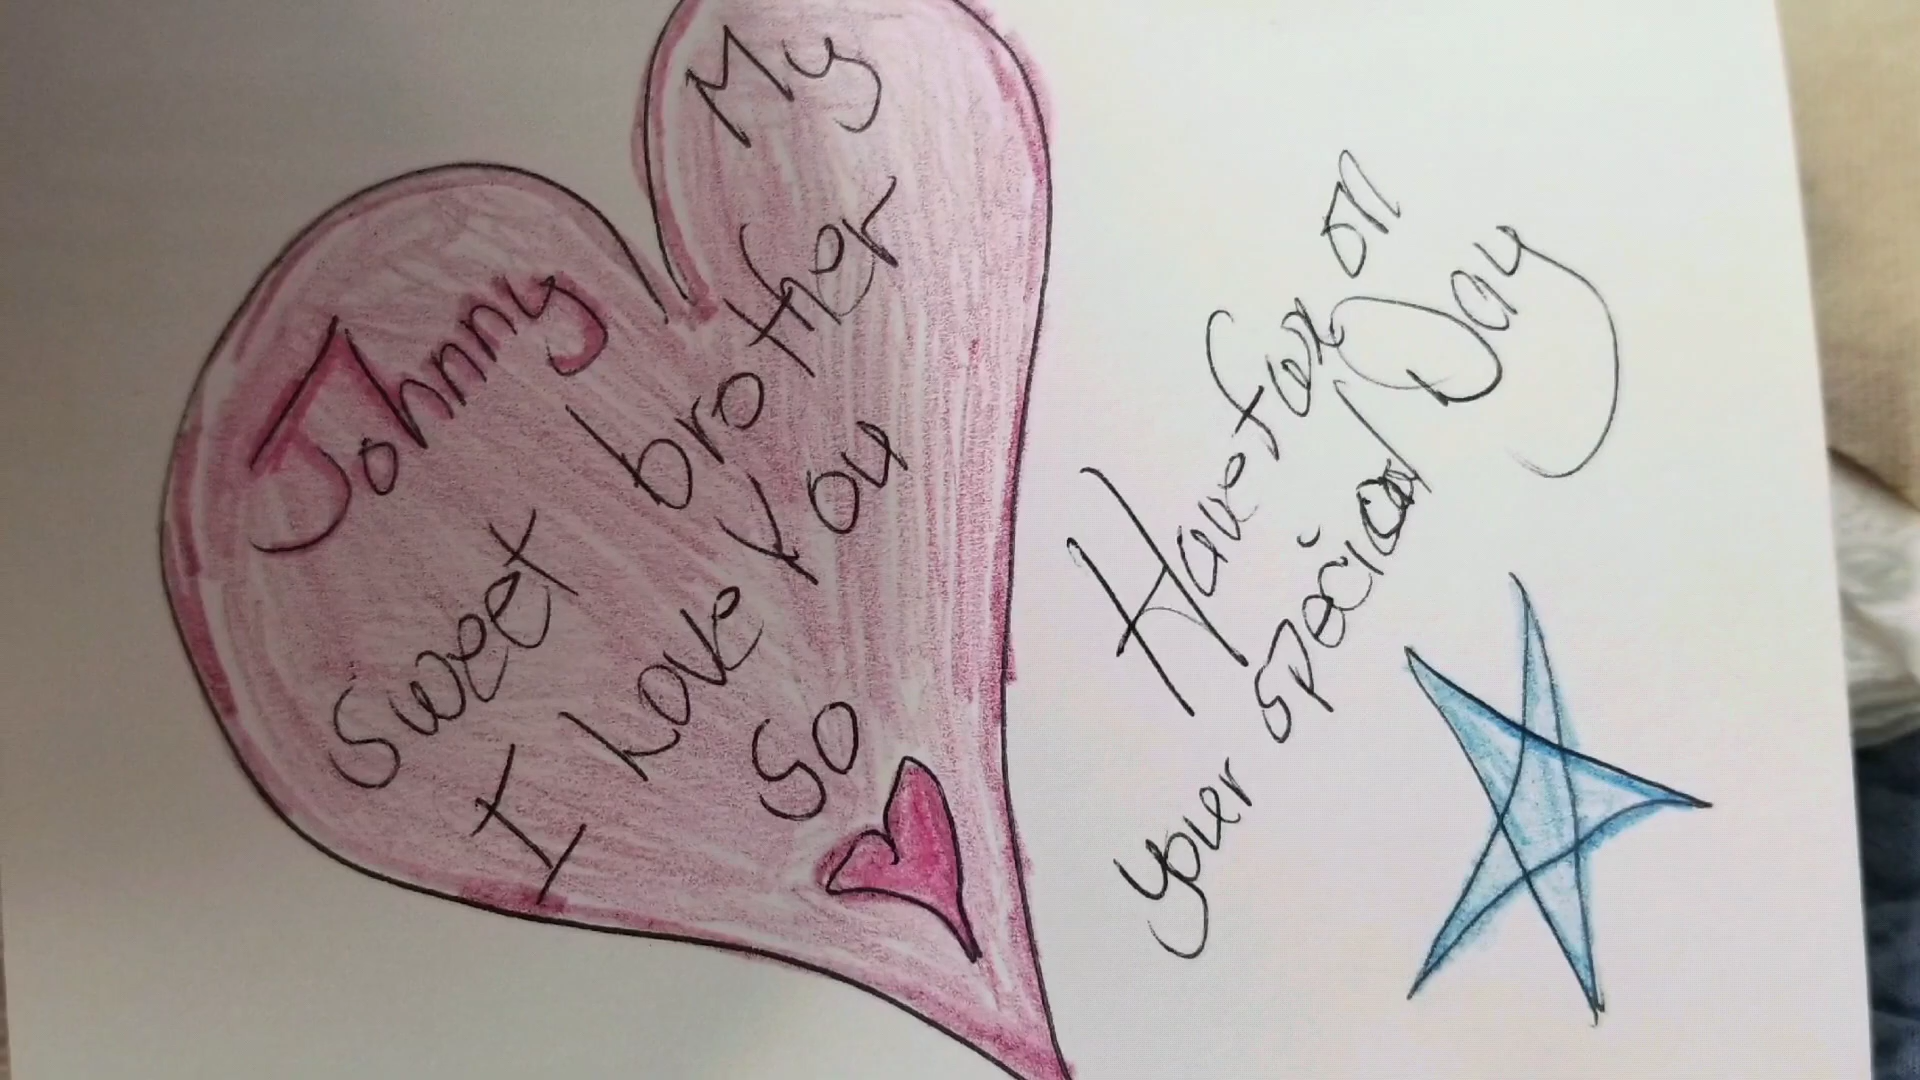 Johnny My
sweet brother
I Love You
so
Have fun on
your special Day